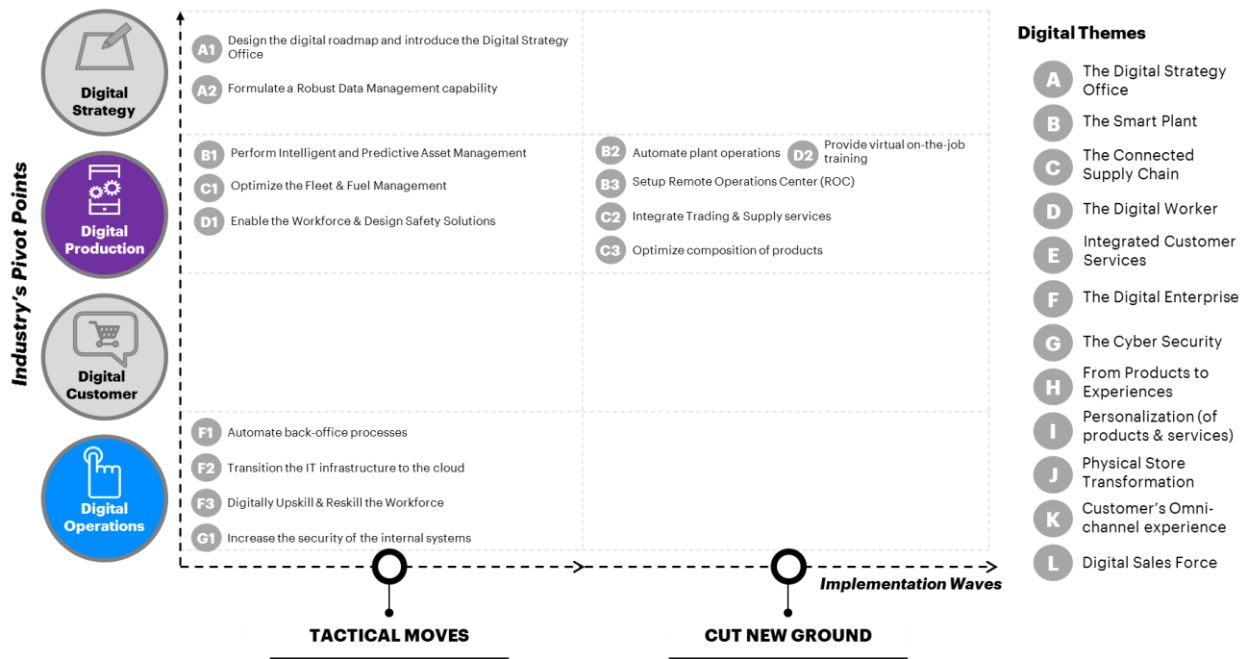 Industry's Pivot Points
Digital
Strategy
A1
Design the digital roadmap and introduce the Digital Strategy
Office
A2
Formulate a Robust Data Management capability
Digital
Production
B1
Perform Intelligent and Predictive Asset Management
C1
Optimize the Fleet & Fuel Management
D1
Enable the Workforce & Design Safety Solutions
B2
Automate plant operations
D2
Provide virtual on-the-job
training
B3
Setup Remote Operations Center (ROC)
C2
Integrate Trading & Supply services
C3
Optimize composition of products
Digital
Customer
Digital
Operations
F1
Automate back-office processes
F2
Transition the IT infrastructure to the cloud
F3
Digitally Upskill & Reskill the Workforce
G1
Increase the security of the internal systems
Implementation Waves
TACTICAL MOVES
CUT NEW GROUND
Digital Themes
A
The Digital Strategy
Office
B
The Smart Plant
C
The Connected
Supply Chain
D
The Digital Worker
E
Integrated Customer
Services
F
The Digital Enterprise
G
The Cyber Security
H
From Products to
Experiences
I
Personalization (of
products & services)
J
Physical Store
Transformation
K
Customer's Omni-
channel experience
L
Digital Sales Force